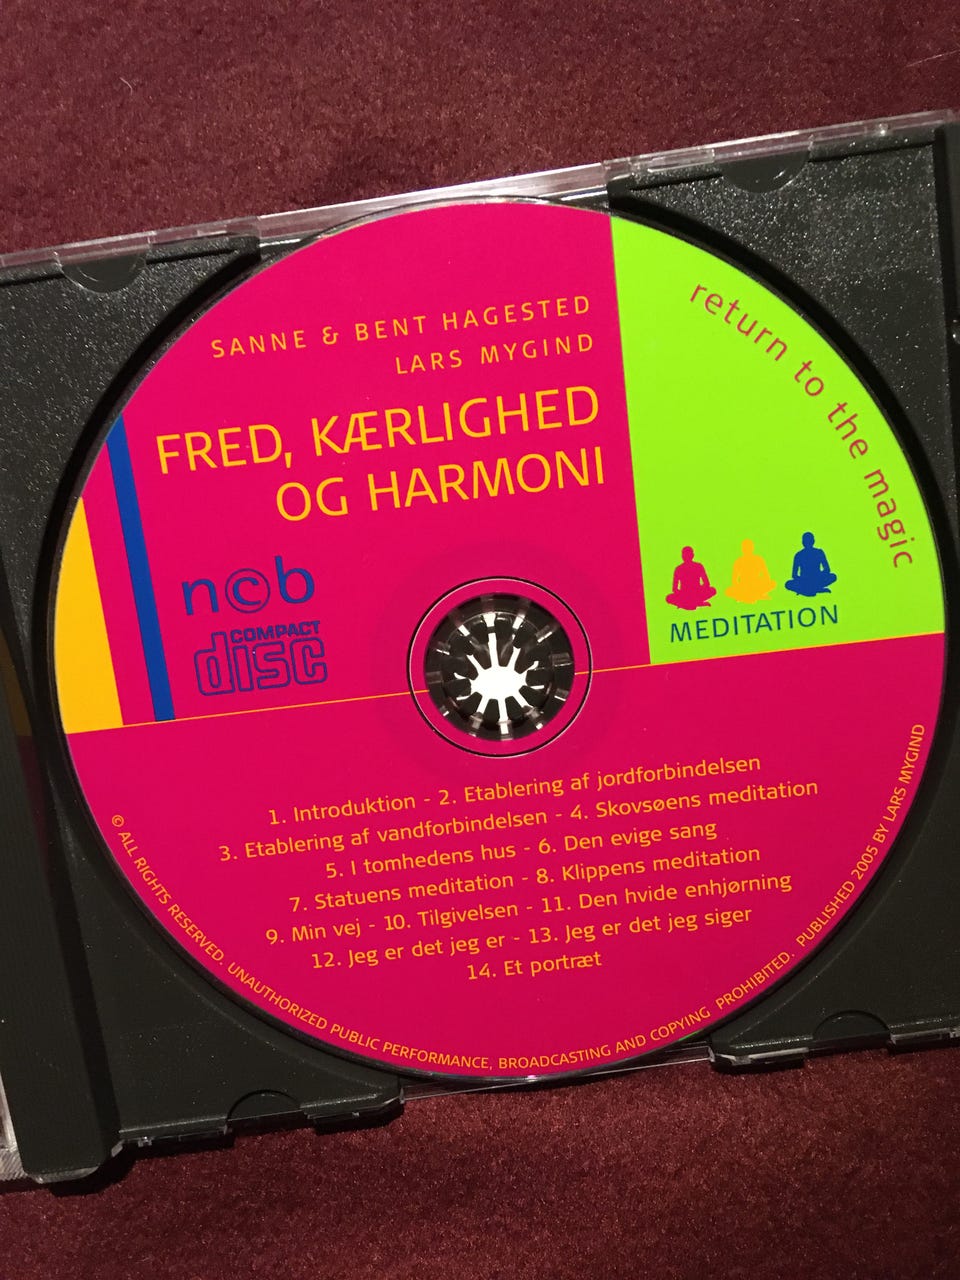 SANNE & BENT HAGESTED
LARS MYGIND
FRED, KÆRLIGHED
OG HARMONI
return to the magic
MEDITATION
n©b
COMPACT
disc
1. Introduktion - 2. Etablering af jordforbindelsen
3. Etablering af vandforbindelsen - 4. Skovsøens meditation
5. I tomhedens hus - 6. Den evige sang
7. Statuens meditation - 8. Klippens meditation
9. Min vej - 10. Tilgivelsen - 11. Den hvide enhjørning
12. Jeg er det jeg er - 13. Jeg er det jeg siger
14. Et portræt
© ALL RIGHTS RESERVED. UNAUTHORIZED PUBLIC PERFORMANCE, BROADCASTING AND COPYING PROHIBITED. PUBLISHED 2005 BY LARS MYGIND